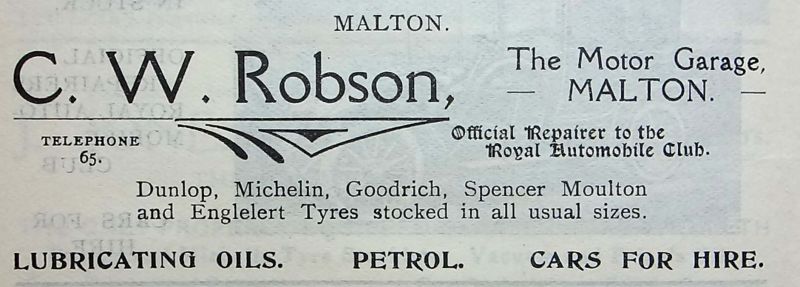 MALTON.
C. W. Robson,
The Motor Garage,
— MALTON. —
TELEPHONE
65.
Official Repairer to the
Royal Automobile Club.
Dunlop, Michelin, Goodrich, Spencer Moulton
and Englelert Tyres stocked in all usual sizes.
LUBRICATING OILS. PETROL. CARS FOR HIRE.